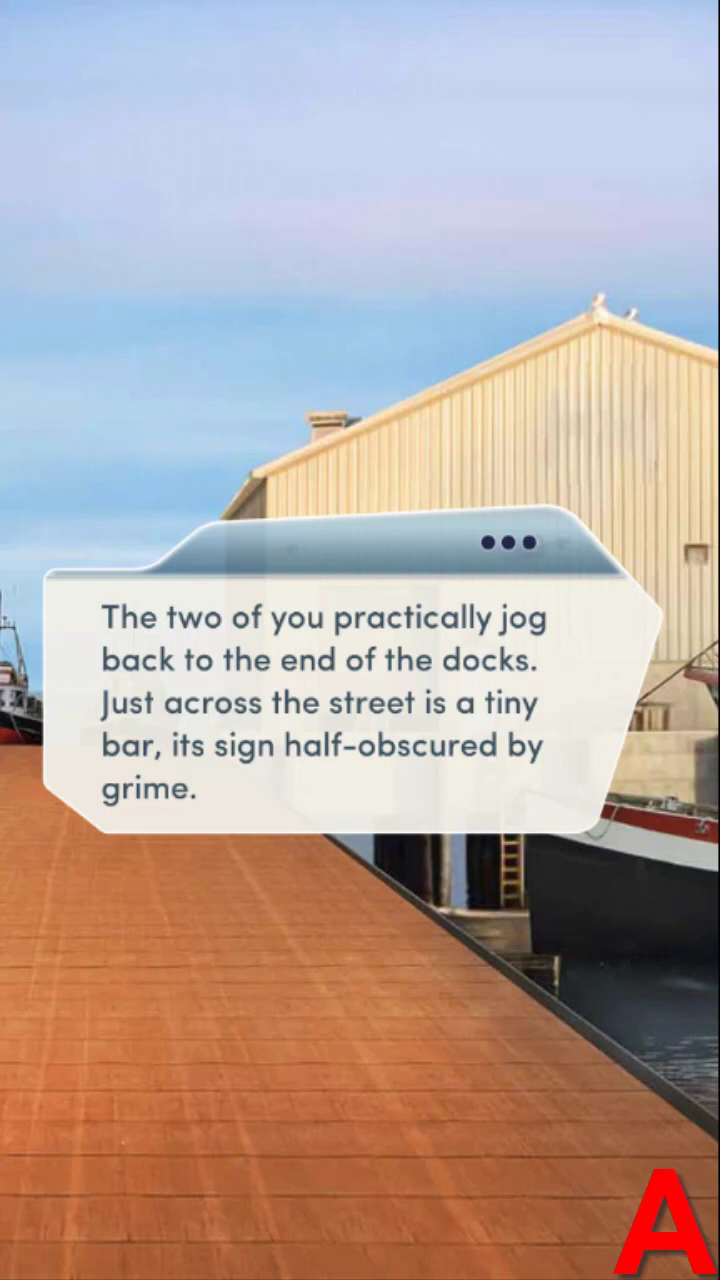 The two of you practically jog
back to the end of the docks.
Just across the street is a tiny
bar, its sign half-obscured by
grime.
A